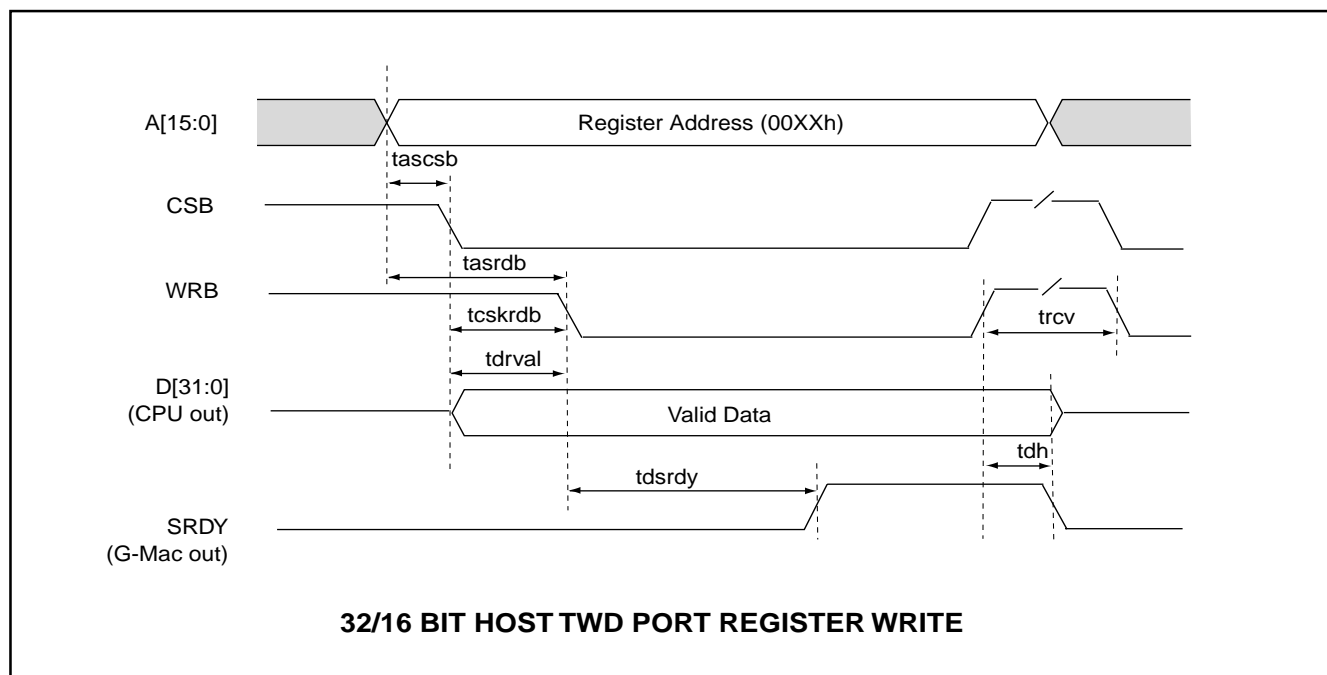 A[15:0]
Register Address (00XXh)
tascsb
CSB
tasrdb
WRB
tcskrdb
trcv
tdrval
D[31:0]
(CPU out)
Valid Data
tdh
tdsrdy
SRDY
(G-Mac out)
32/16 BIT HOST TWD PORT REGISTER WRITE